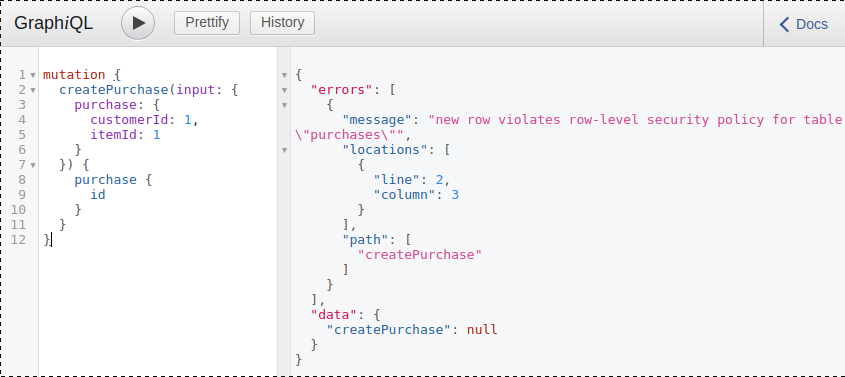 GraphiQL
Prettify
History
Docs
1 mutation {
2 createPurchase(input: {
3 purchase: {
4 customerId: 1,
5 itemId: 1
6 }
7 }) {
8 purchase {
9 id
10 }
11 }
12 }
{
"errors": [
{
"message": "new row violates row-level security policy for table
\"purchases\"",
"locations": [
{
"line": 2,
"column": 3
}
],
"path": [
"createPurchase"
]
}
],
"data": {
"createPurchase": null
}
}